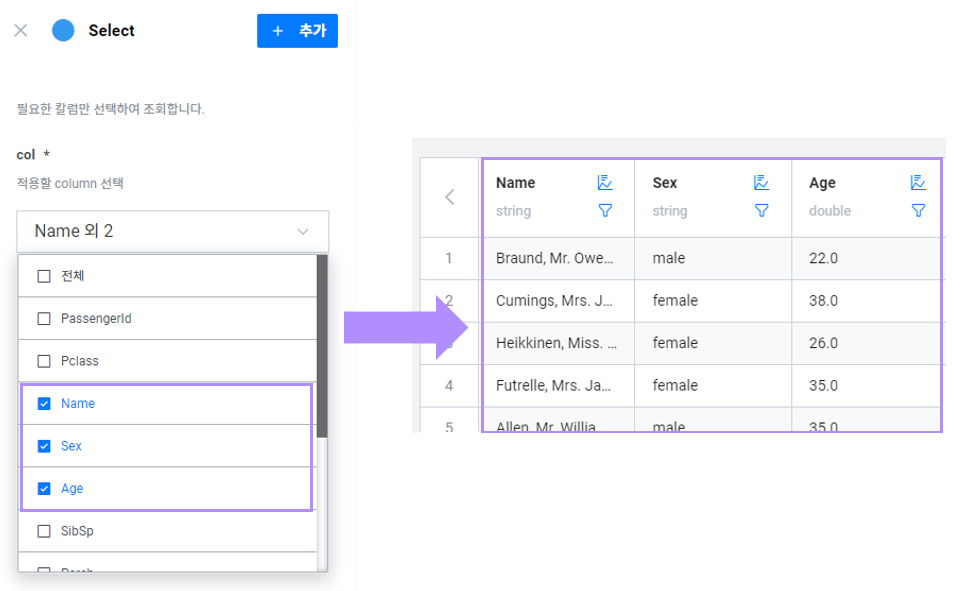 Select
+ 추가
필요한 칼럼만 선택하여 조회합니다.
col *
적용할 column 선택
Name 외 2
전체
PassengerId
Pclass
Name
Sex
Age
SibSp
Name Sex Age
string string double
1 Braund, Mr. Owe... male 22.0
2 Cumings, Mrs. J... female 38.0
Heikkinen, Miss. ... female 26.0
4 Futrelle, Mrs. Ja... female 35.0
5 Allen, Mr. Willia male 35.0